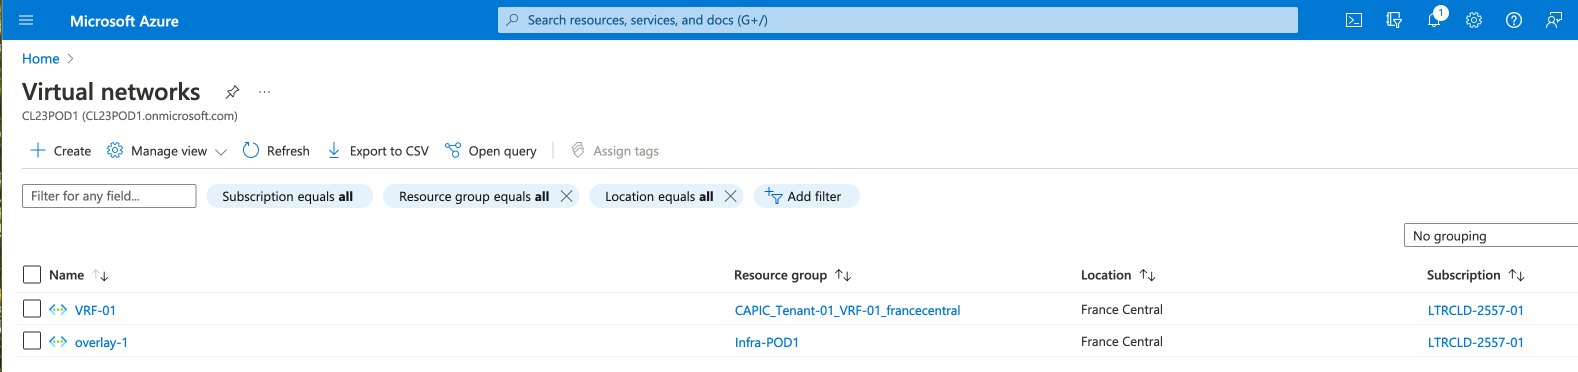 Microsoft Azure
Search resources, services, and docs (G+/)
1
Home
Virtual networks ...
CL23POD1 (CL23POD1.onmicrosoft.com)
Create Manage view Refresh Export to CSV Open query Assign tags
Filter for any field... Subscription equals all Resource group equals all Location equals all Add filter
No grouping
Name Resource group Location Subscription
VRF-01 CAPIC_Tenant-01_VRF-01_francecentral France Central LTRCLD-2557-01
overlay-1 Infra-POD1 France Central LTRCLD-2557-01